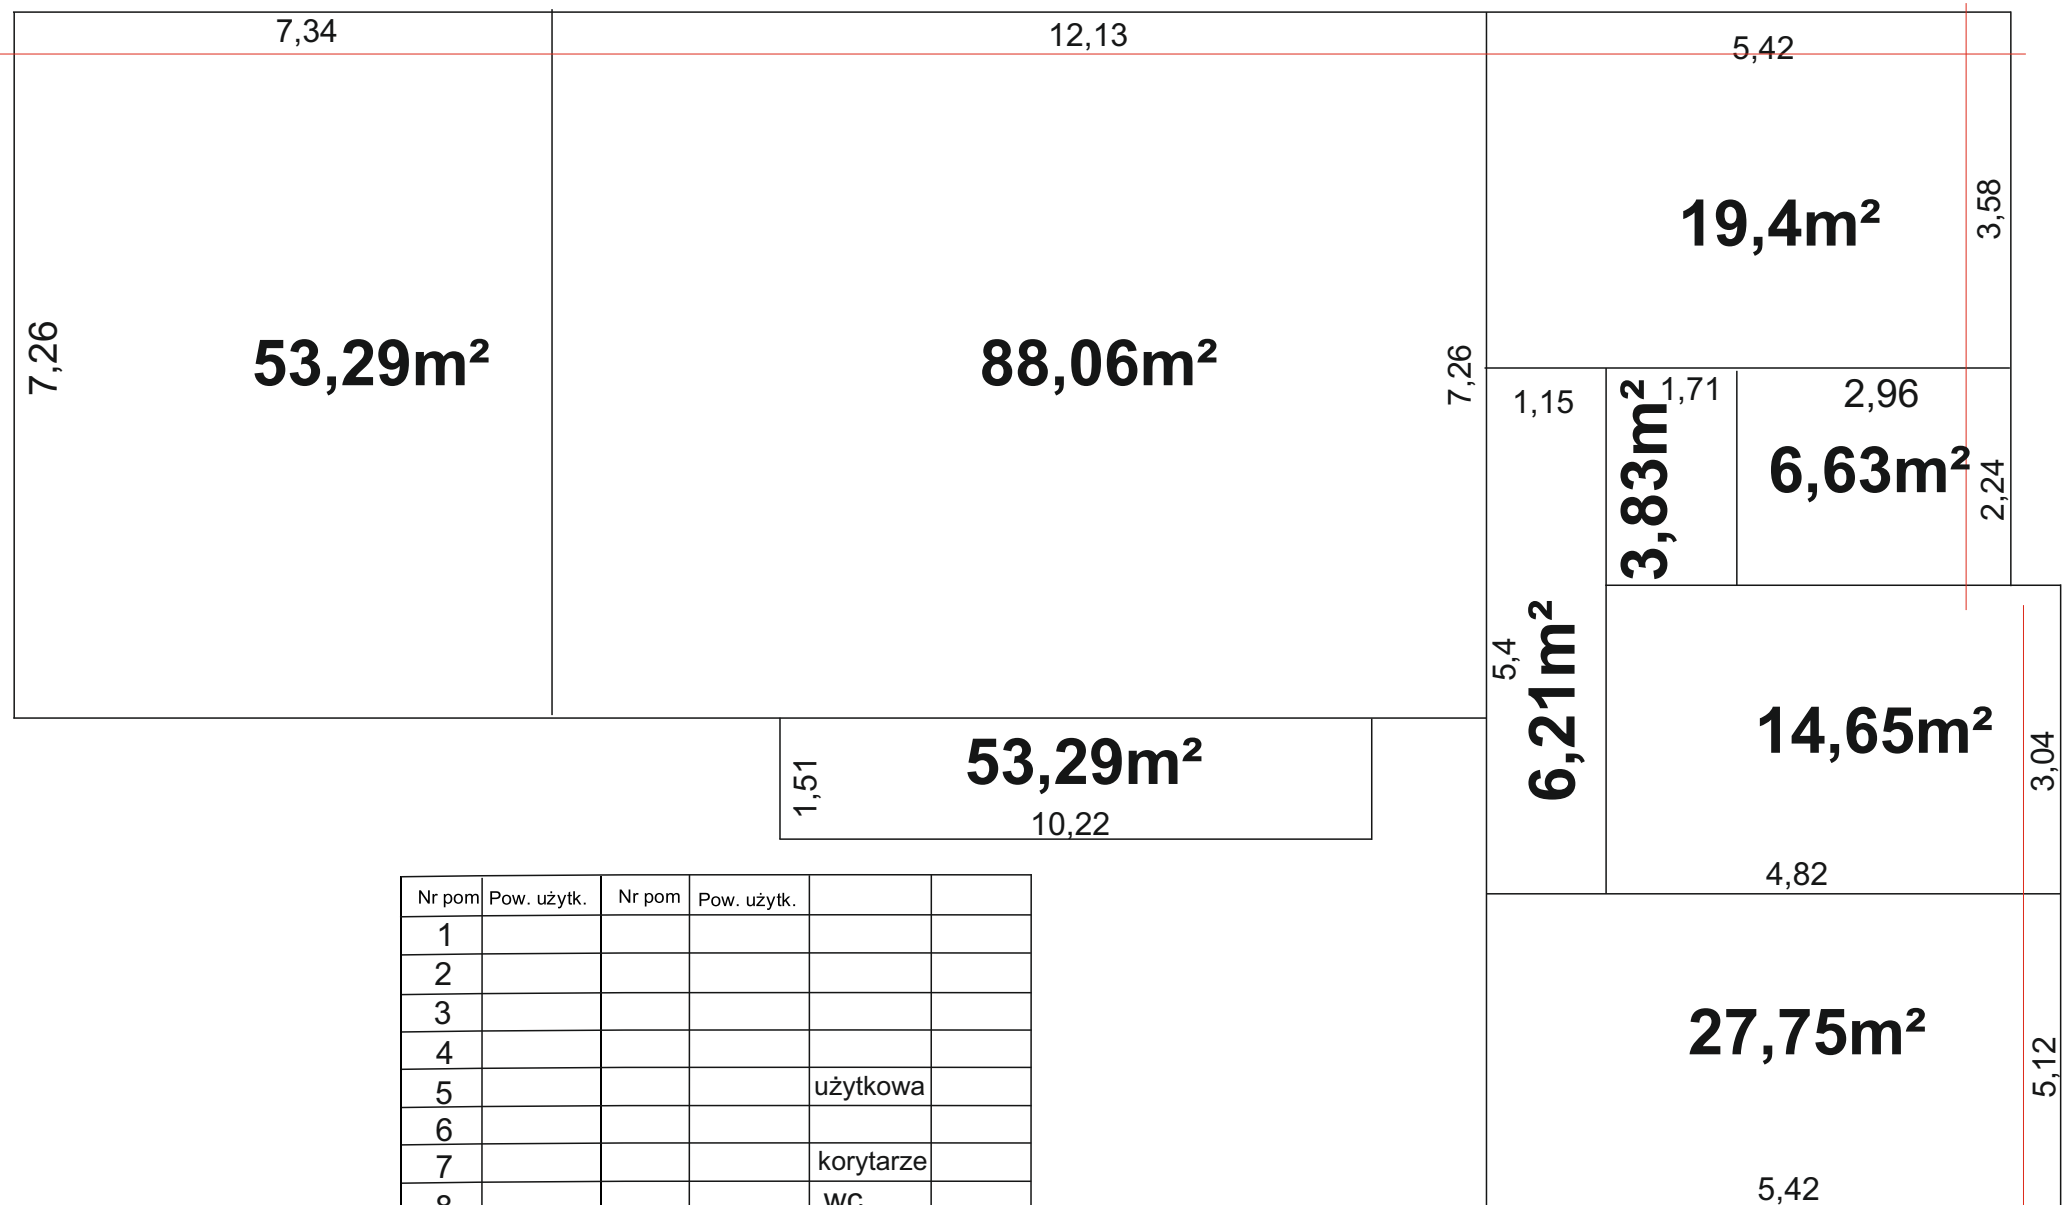 7,34
12,13
5,42
3,58
19,4m²
7,26
53,29m²
88,06m²
7,26
1,15
3,83m²
1,71
2,96
6,63m²
2,24
5,4
6,21m²
14,65m²
3,04
4,82
53,29m²
1,51
10,22
27,75m²
5,12
5,42
Nr pom Pow. użytk. Nr pom Pow. użytk.
1
2
3
4
5 użytkowa
6
7 korytarze
8 wc